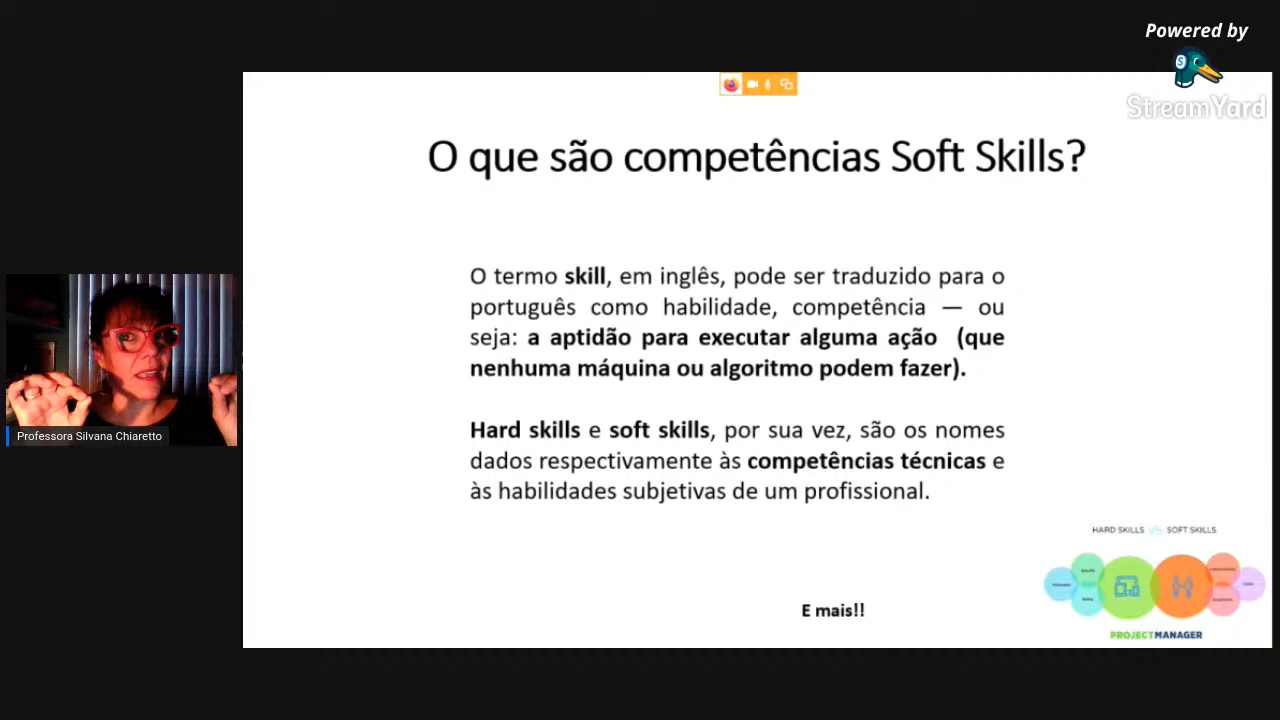 Powered by
StreamYard
O que são competências Soft Skills?
O termo skill, em inglês, pode ser traduzido para o
português como habilidade, competência — ou
seja: a aptidão para executar alguma ação (que
nenhuma máquina ou algoritmo podem fazer).
Hard skills e soft skills, por sua vez, são os nomes
dados respectivamente às competências técnicas e
às habilidades subjetivas de um profissional.
Professora Silvana Chiaretto
HARD SKILLS VS SOFT SKILLS
E mais!!
PROJECTMANAGER